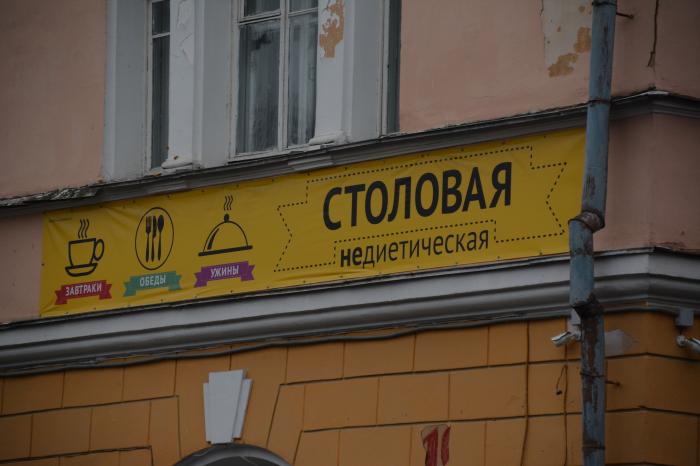 СТОЛОВАЯ
недиетическая
ЗАВТРАКИ
ОБЕДЫ
УЖИНЫ